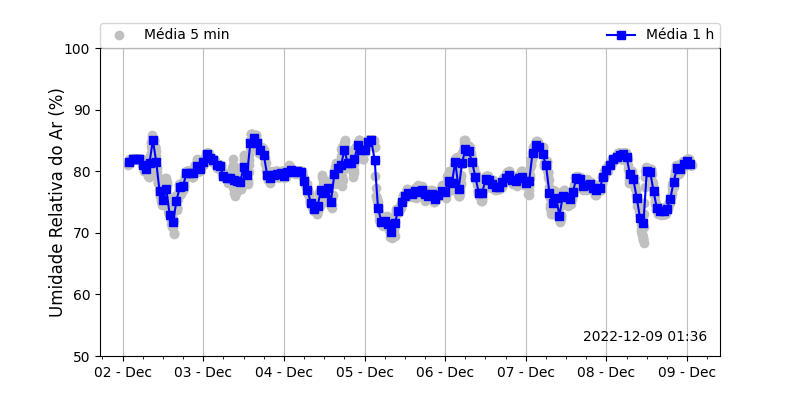 Média 5 min
Média 1 h
100
90
80
70
60
50
Umidade Relativa do Ar (%)
2022-12-09 01:36
02 - Dec
03 - Dec
04 - Dec
05 - Dec
06 - Dec
07 - Dec
08 - Dec
09 - Dec